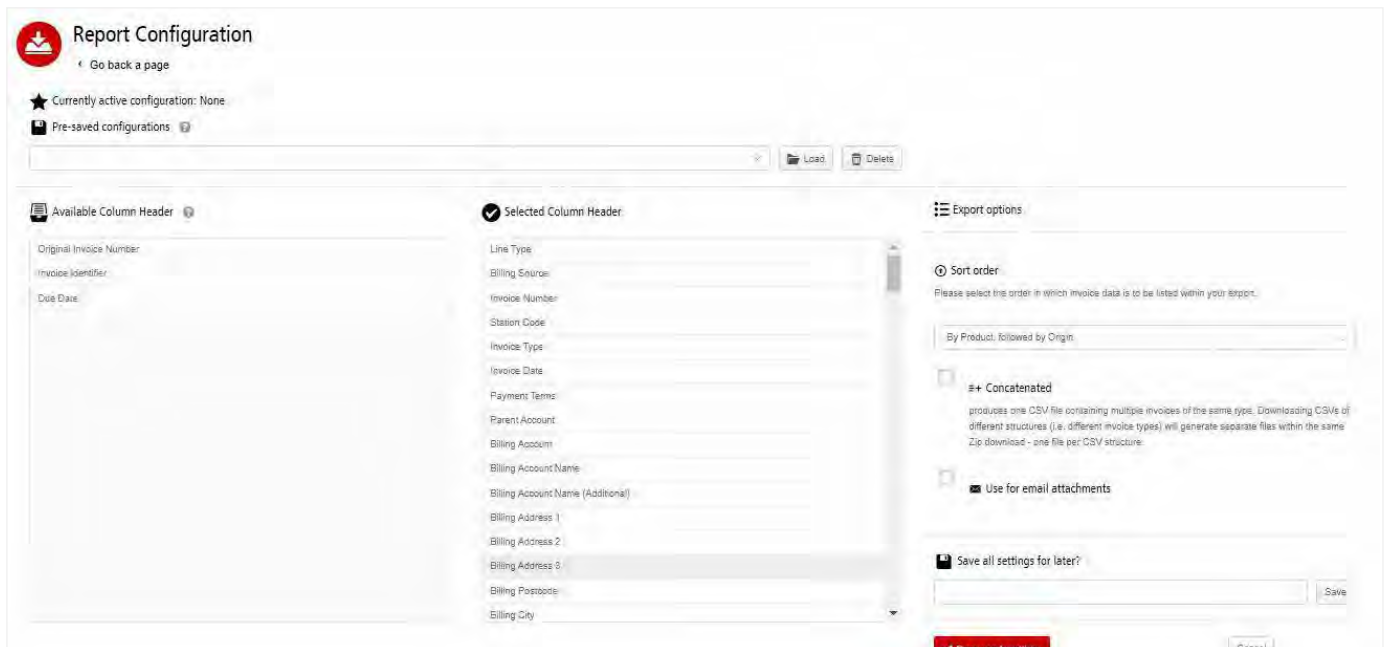 Report Configuration
Go back a page
Currently active configuration: None
Pre-saved configurations
Load
Delete
Available Column Header
Original Invoice Number
Invoice Identifier
Due Date
Selected Column Header
Line Type
Billing Source
Invoice Number
Station Code
Invoice Type
Invoice Date
Payment Terms
Parent Account
Billing Account
Billing Account Name
Billing Account Name (Additional)
Billing Address 1
Billing Address 2
Billing Address 3
Billing Postcode
Billing City
Export options
Sort order
Please select the order in which invoice data is to be listed within your export.
By Product, followed by Origin
Concatenated
produces one CSV file containing multiple invoices of the same type. Downloading CSVs of
different structures (i.e. different invoice types) will generate separate files within the same
Zip download - one file per CSV structure.
Use for email attachments
Save all settings for later?
Save
Cancel